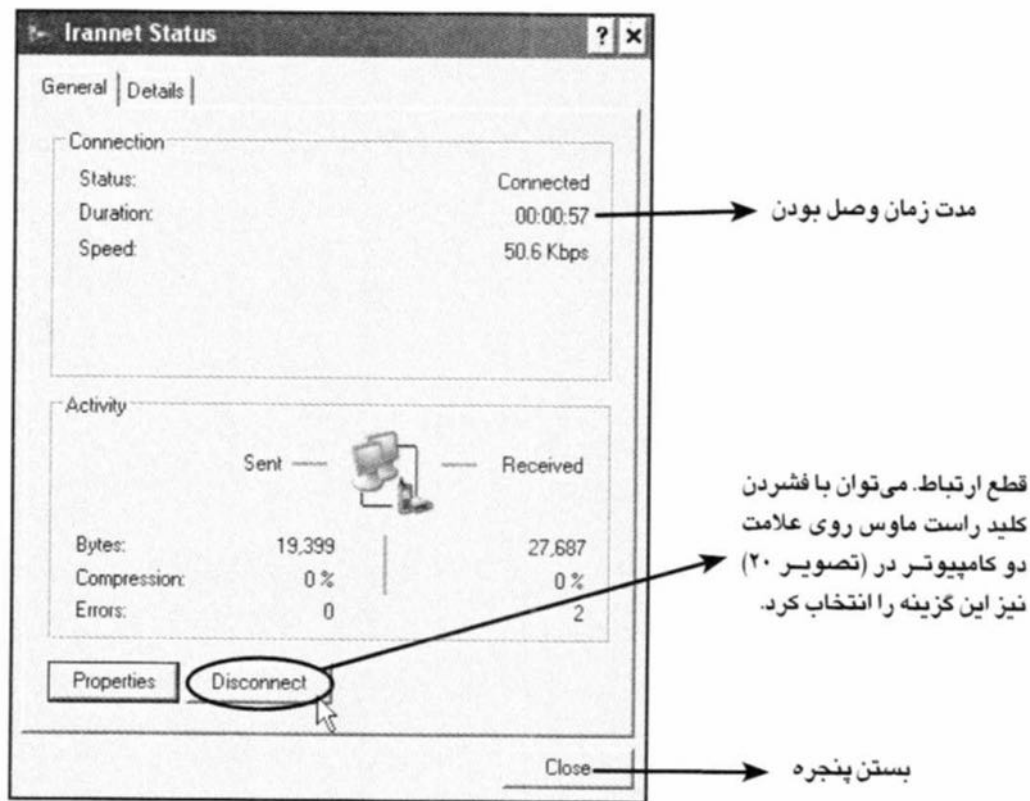 Irannet Status
General Details
Connection
Status: Connected
Duration: 00:00:57
مدت زمان وصل بودن
Speed: 50.6 Kbps
Activity
Sent Received
Bytes: 19,399 27,687
Compression: 0 % 0 %
Errors: 0 2
قطع ارتباط. می‌توان با فشردن
کلید راست ماوس روی علامت
دو کامپیوتر در (تصویر ۲۰)
نیز این گزینه را انتخاب کرد.
Properties Disconnect
Close
بستن پنجره